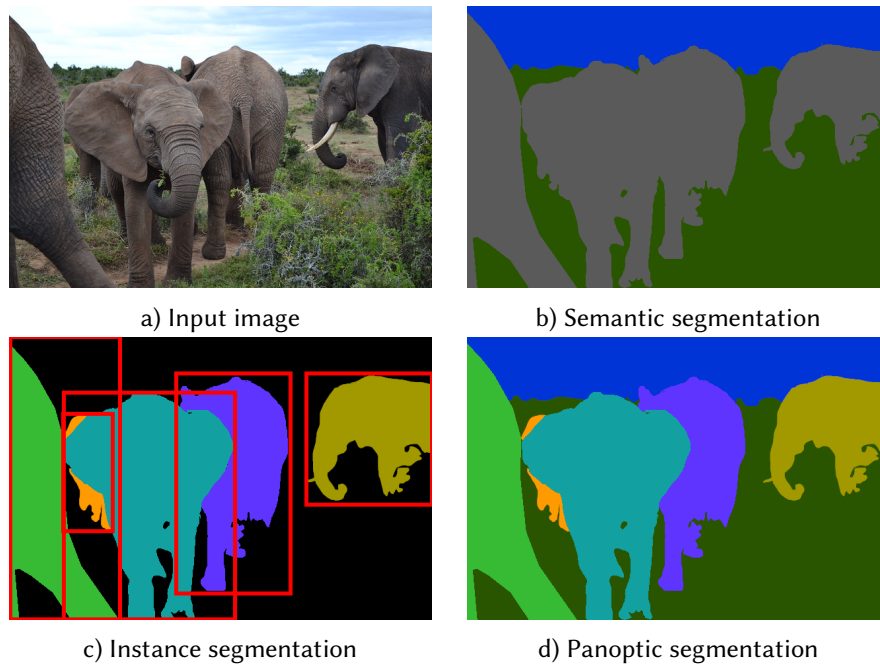 a) Input image
b) Semantic segmentation
c) Instance segmentation
d) Panoptic segmentation